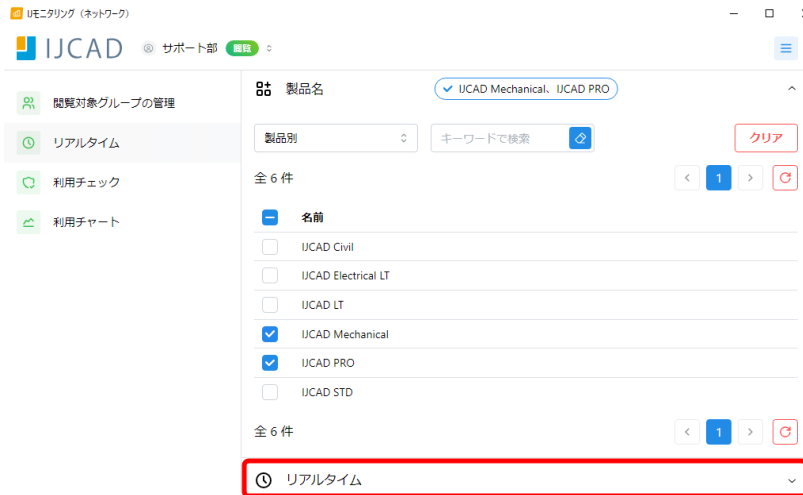 IJモニタリング（ネットワーク）
IJCAD サポート部 閲覧
閲覧対象グループの管理
リアルタイム
利用チェック
利用チャート
製品名 IJCAD Mechanical、IJCAD PRO
製品別 キーワードで検索 クリア
全 6 件 1
名前
IJCAD Civil
IJCAD Electrical LT
IJCAD LT
IJCAD Mechanical
IJCAD PRO
IJCAD STD
全 6 件 1
リアルタイム